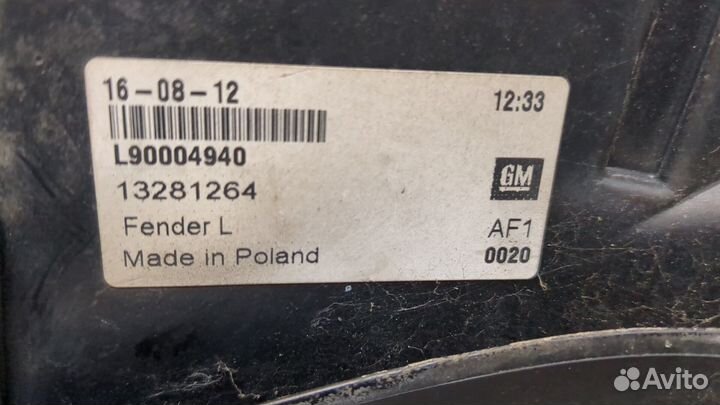 16-08-12 12:33
L90004940
13281264 GM
Fender L AF1
Made in Poland 0020
Avito